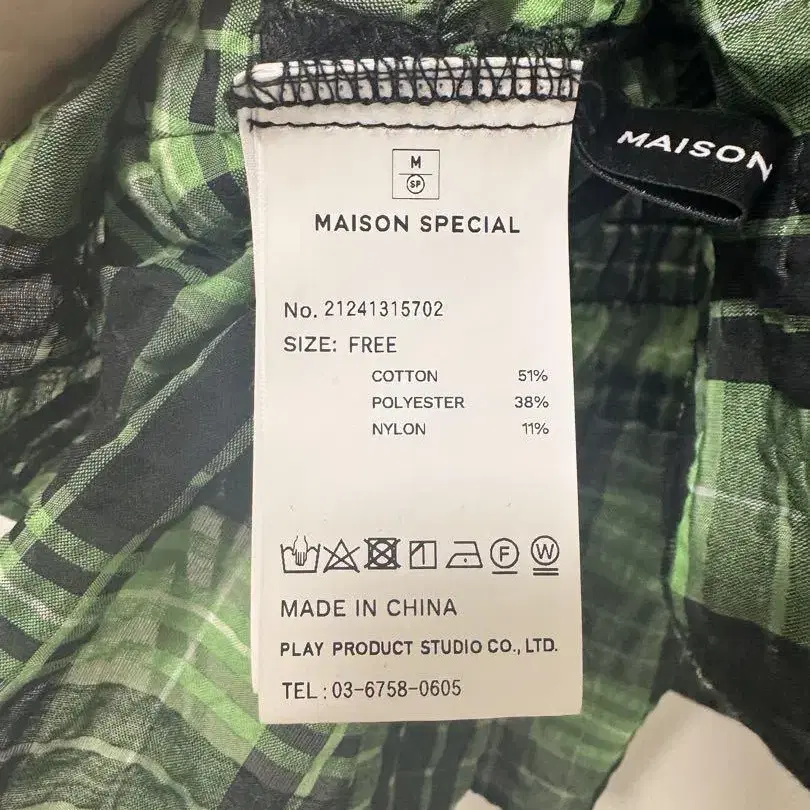 MAISON
M
SP
MAISON SPECIAL
No. 21241315702
SIZE: FREE
COTTON 51%
POLYESTER 38%
NYLON 11%
F W
MADE IN CHINA
PLAY PRODUCT STUDIO CO., LTD.
TEL : 03-6758-0605